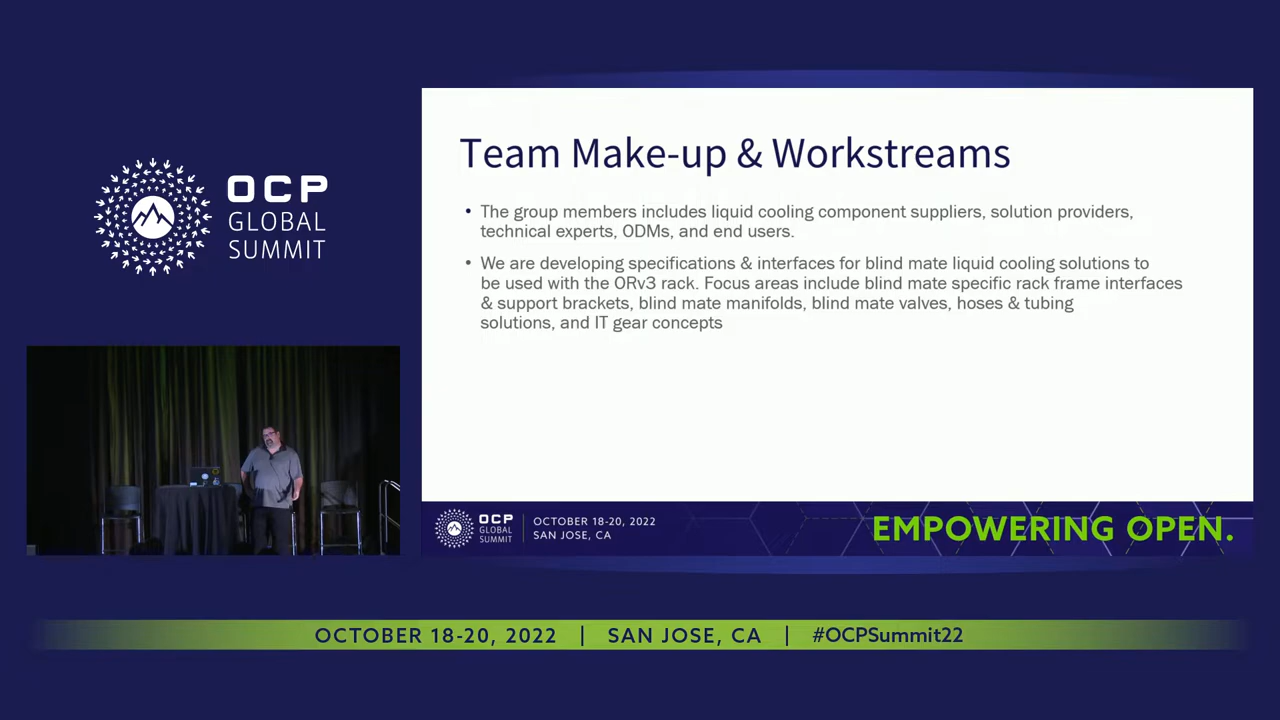 OCP
GLOBAL
SUMMIT
Team Make-up & Workstreams
• The group members includes liquid cooling component suppliers, solution providers,
technical experts, ODMs, and end users.
• We are developing specifications & interfaces for blind mate liquid cooling solutions to
be used with the ORv3 rack. Focus areas include blind mate specific rack frame interfaces
& support brackets, blind mate manifolds, blind mate valves, hoses & tubing
solutions, and IT gear concepts
OCP
GLOBAL
SUMMIT
OCTOBER 18-20, 2022
SAN JOSE, CA
EMPOWERING OPEN.
OCTOBER 18-20, 2022 | SAN JOSE, CA | #OCPSummit22